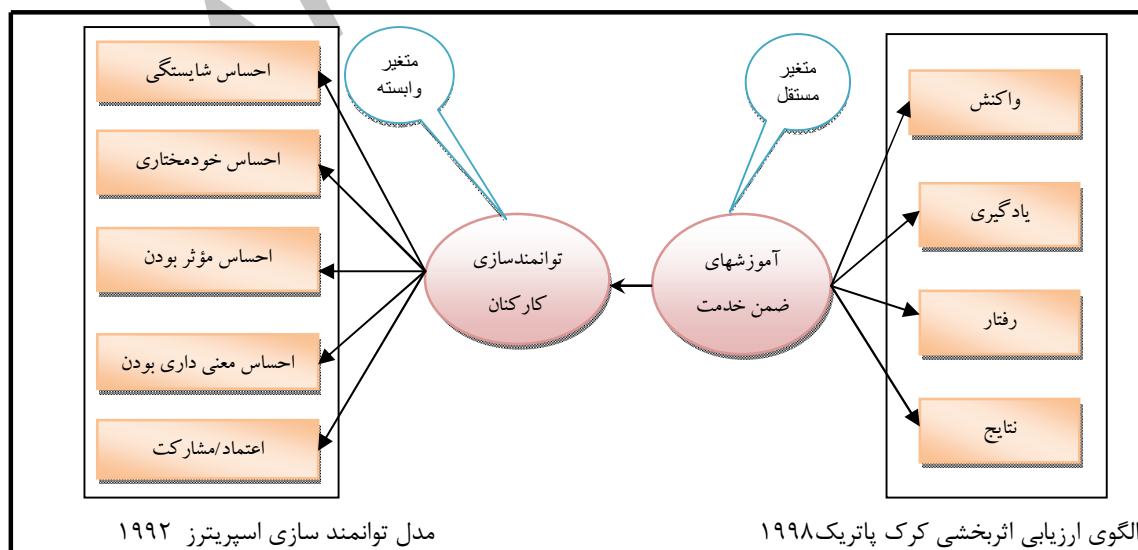 متغیر
مستقل
متغیر
وابسته
واکنش
یادگیری
رفتار
نتایج
آموزشهای
ضمن خدمت
توانمندسازی
کارکنان
احساس شایستگی
احساس خودمختاری
احساس مؤثر بودن
احساس معنی داری بودن
اعتماد/مشارکت
الگوی ارزیابی اثربخشی کرک پاتریک۱۹۹۸
مدل توانمند سازی اسپریترز ۱۹۹۲